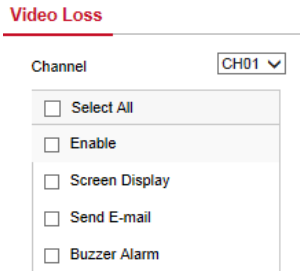 Video Loss
Channel CH01
Select All
Enable
Screen Display
Send E-mail
Buzzer Alarm